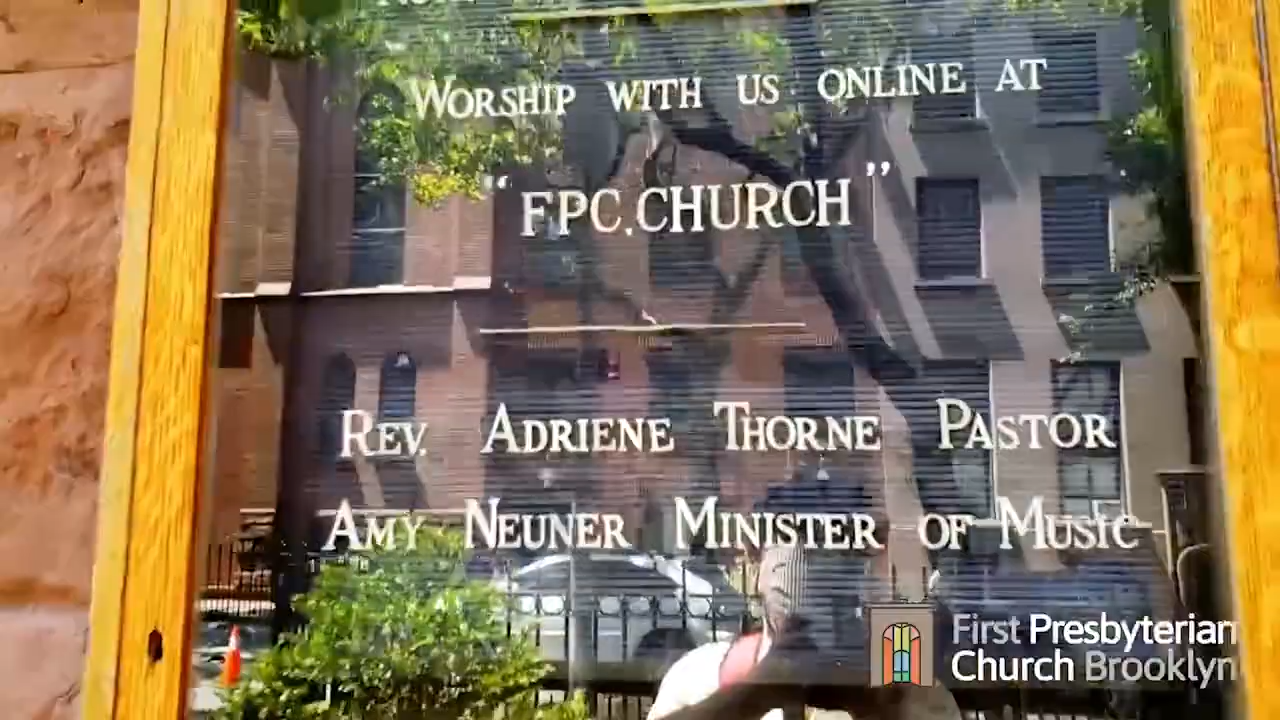 Worship with us online at
"FPC.Church"
Rev. Adriene Thorne Pastor
Amy Neuner Minister of Music
First Presbyterian
Church Brooklyn